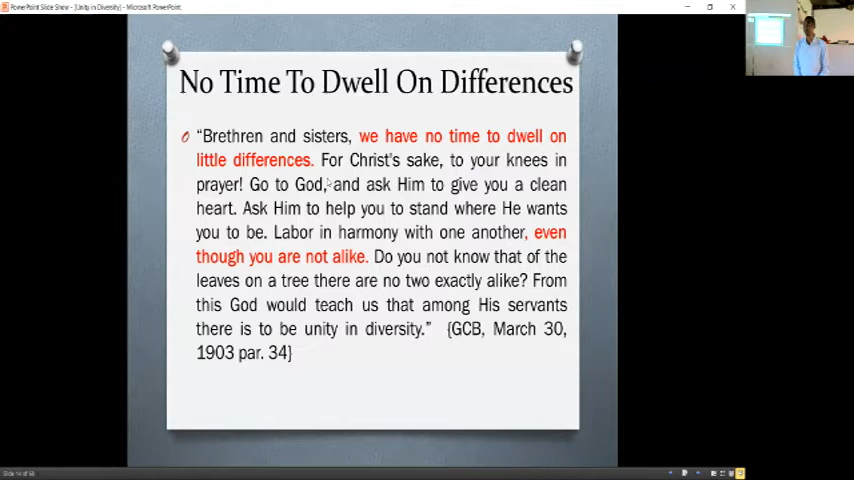 PowerPoint Slide Show - [Unity in Diversity] - Microsoft PowerPoint
No Time To Dwell On Differences
“Brethren and sisters, we have no time to dwell on
little differences. For Christ's sake, to your knees in
prayer! Go to God, and ask Him to give you a clean
heart. Ask Him to help you to stand where He wants
you to be. Labor in harmony with one another, even
though you are not alike. Do you not know that of the
leaves on a tree there are no two exactly alike? From
this God would teach us that among His servants
there is to be unity in diversity.” {GCB, March 30,
1903 par. 34}
Slide 14 of 58